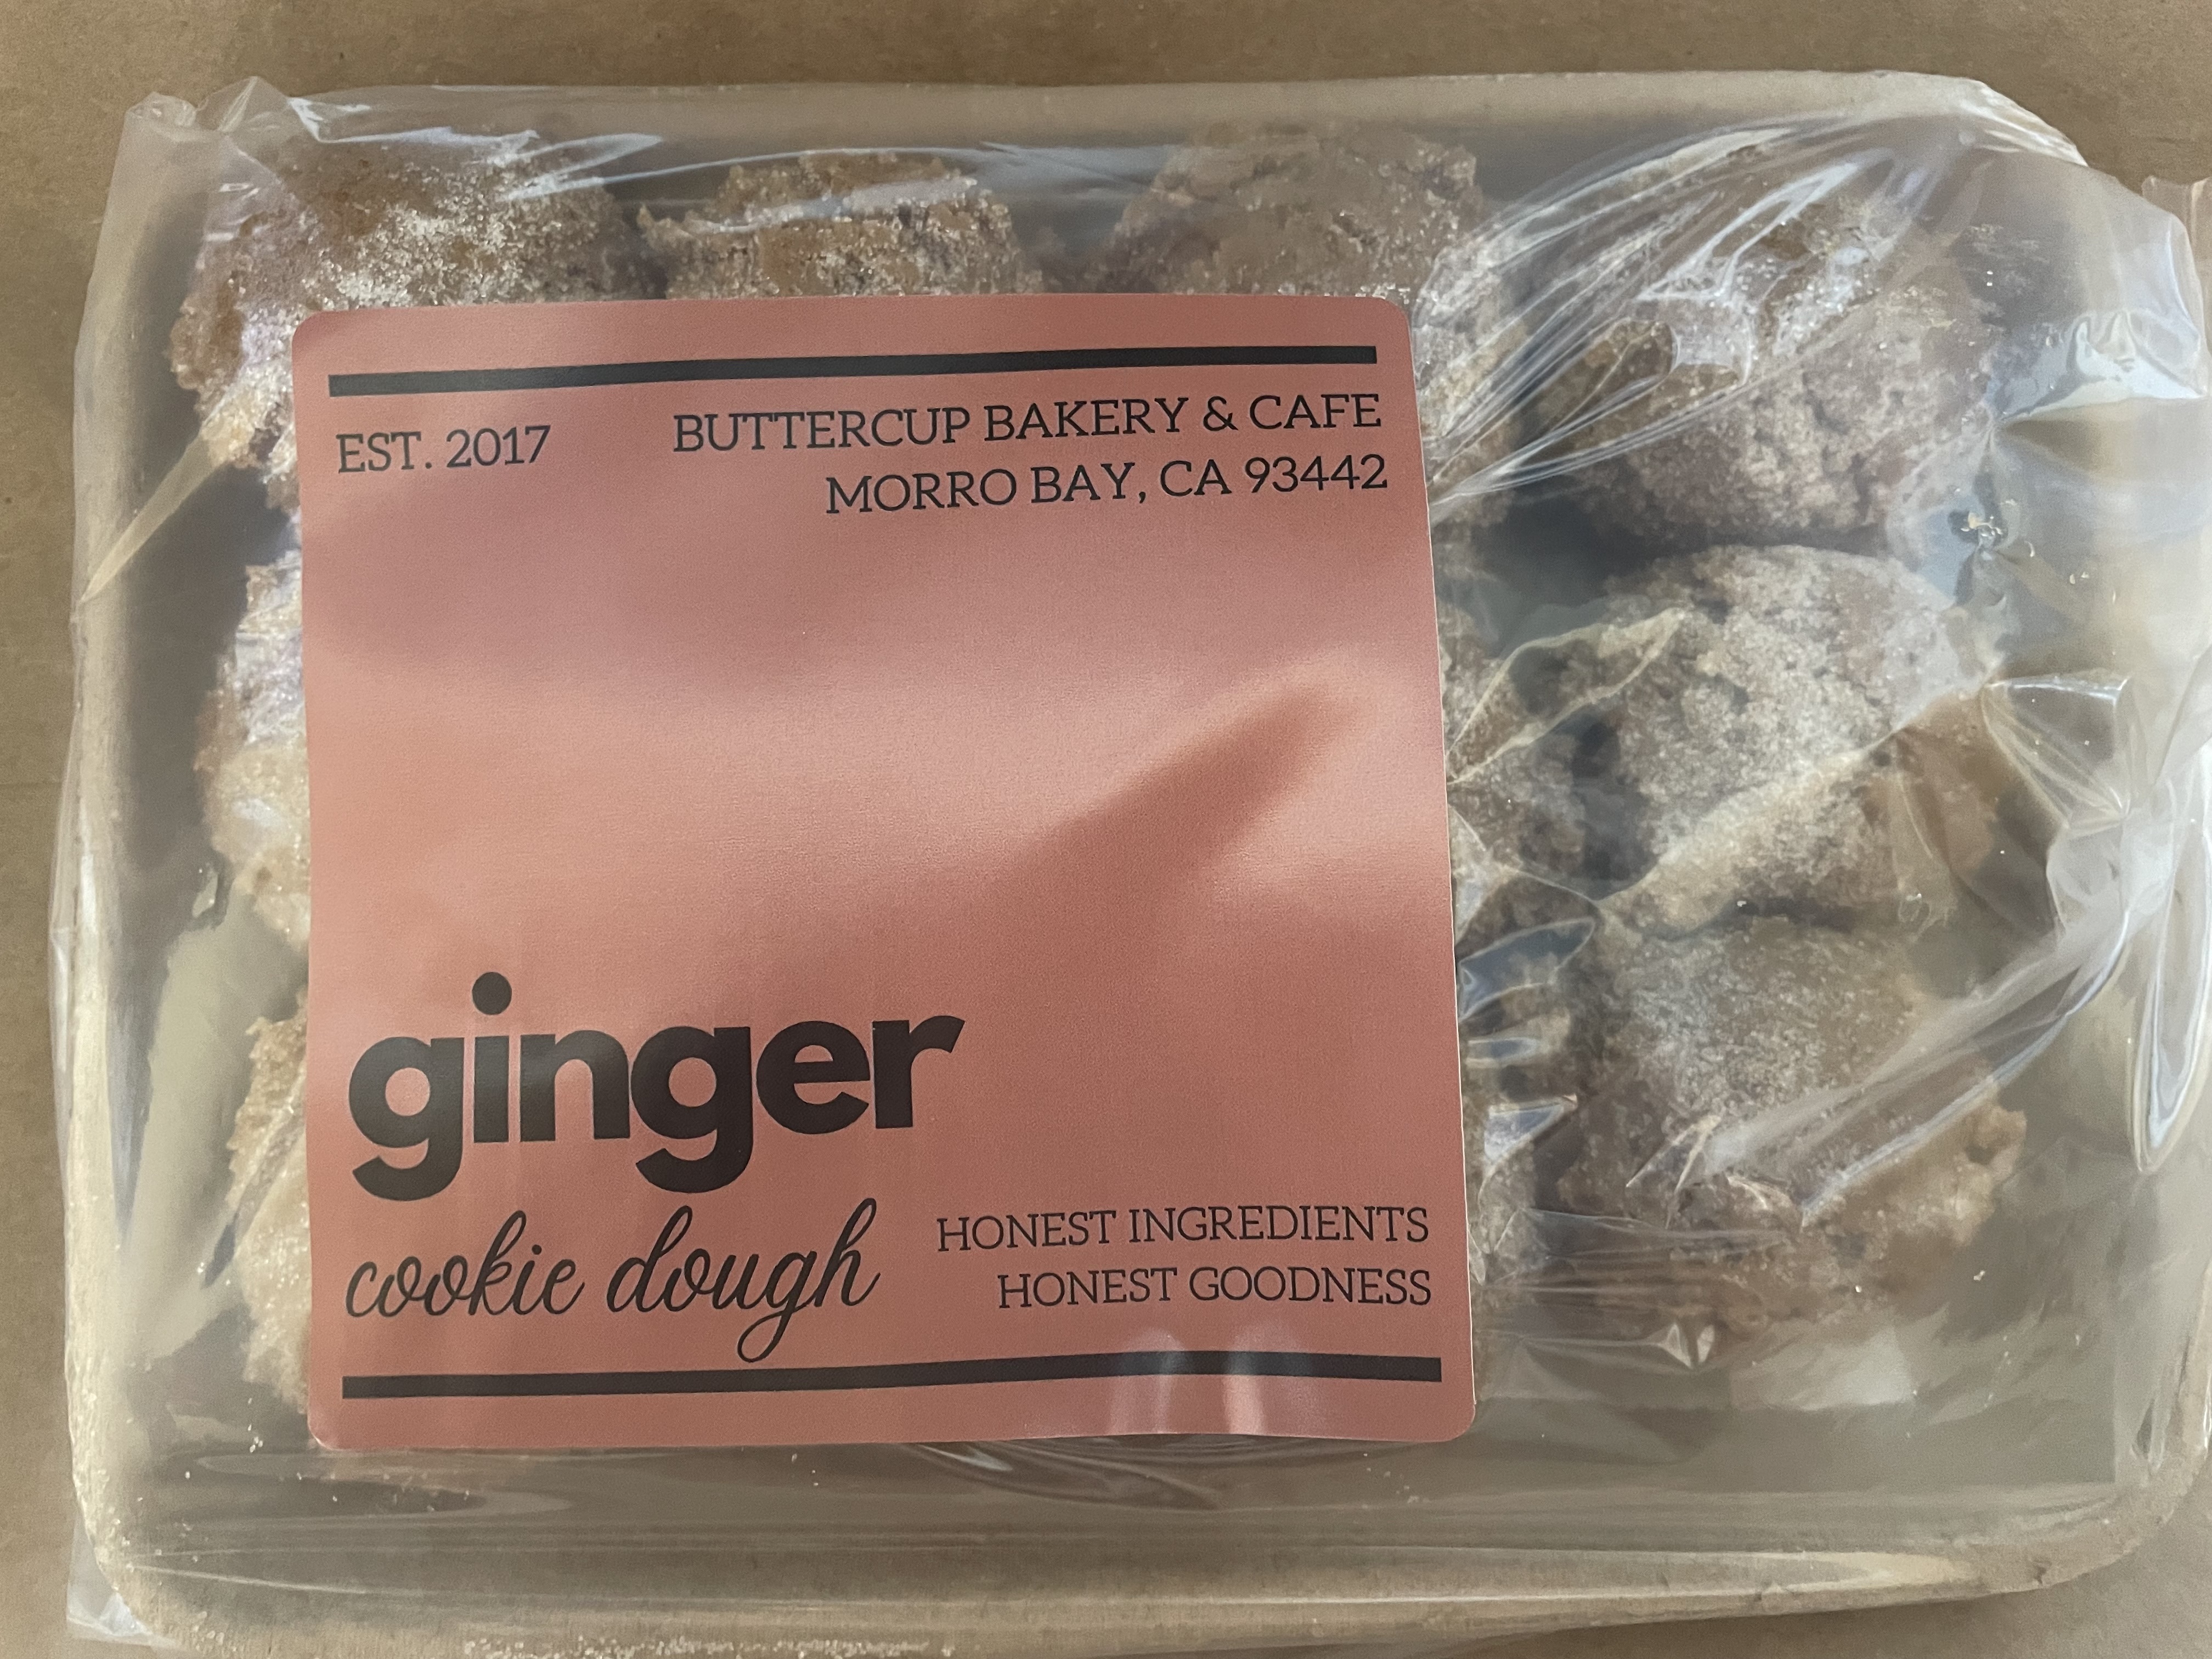 EST. 2017
BUTTERCUP BAKERY & CAFE
MORRO BAY, CA 93442
ginger
cookie dough
HONEST INGREDIENTS
HONEST GOODNESS